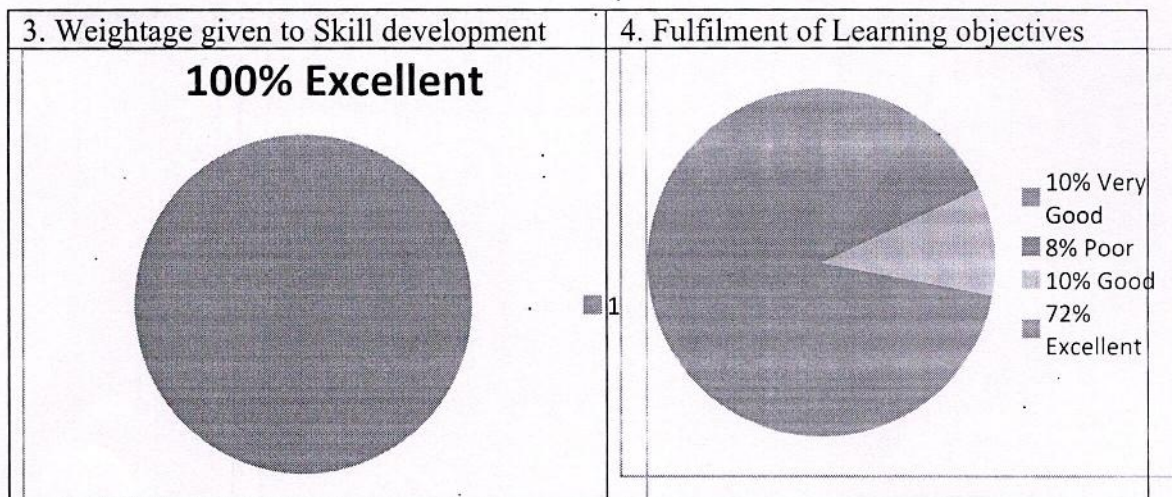 3. Weightage given to Skill development
100% Excellent
1
4. Fulfilment of Learning objectives
10% Very
Good
8% Poor
10% Good
72%
Excellent